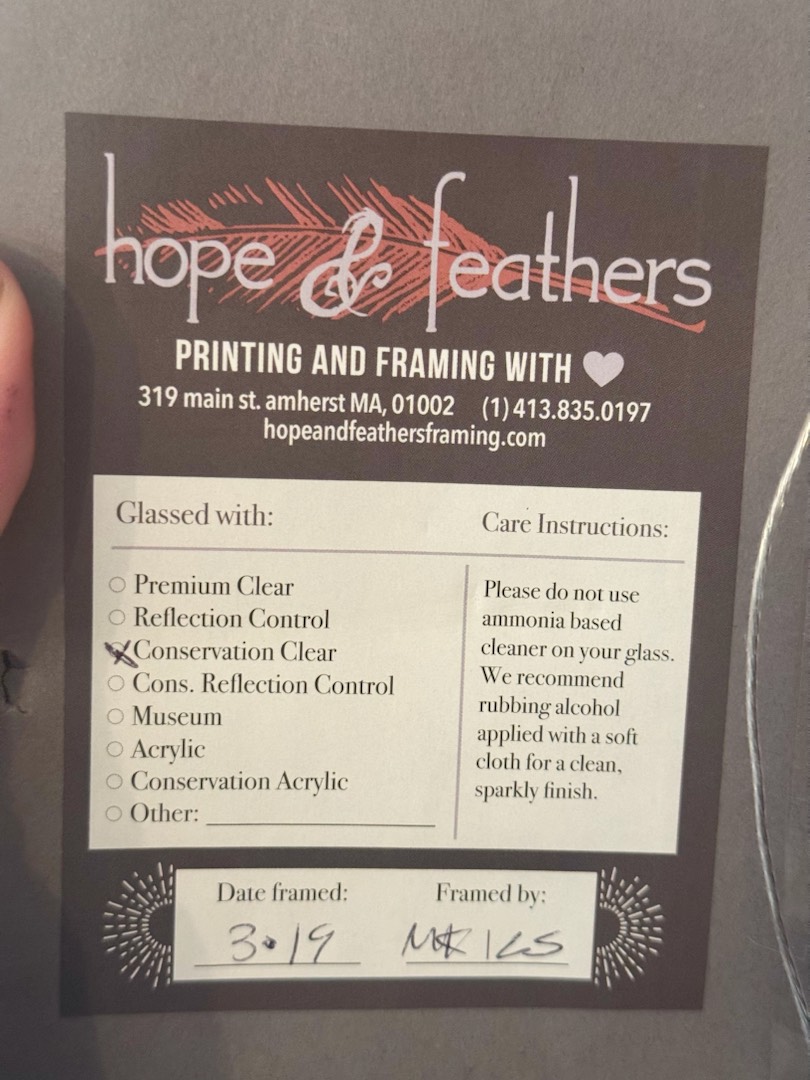 hope & feathers
PRINTING AND FRAMING WITH
319 main st. amherst MA, 01002 (1) 413.835.0197
hopeandfeathersframing.com
Glassed with:
Premium Clear
Reflection Control
Conservation Clear
Cons. Reflection Control
Museum
Acrylic
Conservation Acrylic
Other:
Care Instructions:
Please do not use
ammonia based
cleaner on your glass.
We recommend
rubbing alcohol
applied with a soft
cloth for a clean,
sparkly finish.
Date framed:
3•19
Framed by: